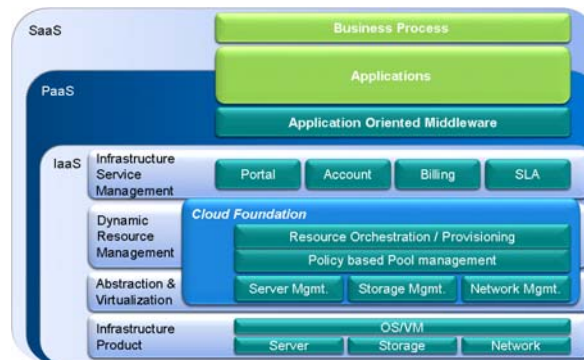 SaaS
Business Process
Applications
PaaS
Application Oriented Middleware
IaaS
Infrastructure
Service
Management
Portal
Account
Billing
SLA
Cloud Foundation
Dynamic
Resource
Management
Resource Orchestration / Provisioning
Policy based Pool management
Abstraction &
Virtualization
Server Mgmt.
Storage Mgmt.
Network Mgmt.
Infrastructure
Product
OS/VM
Server
Storage
Network